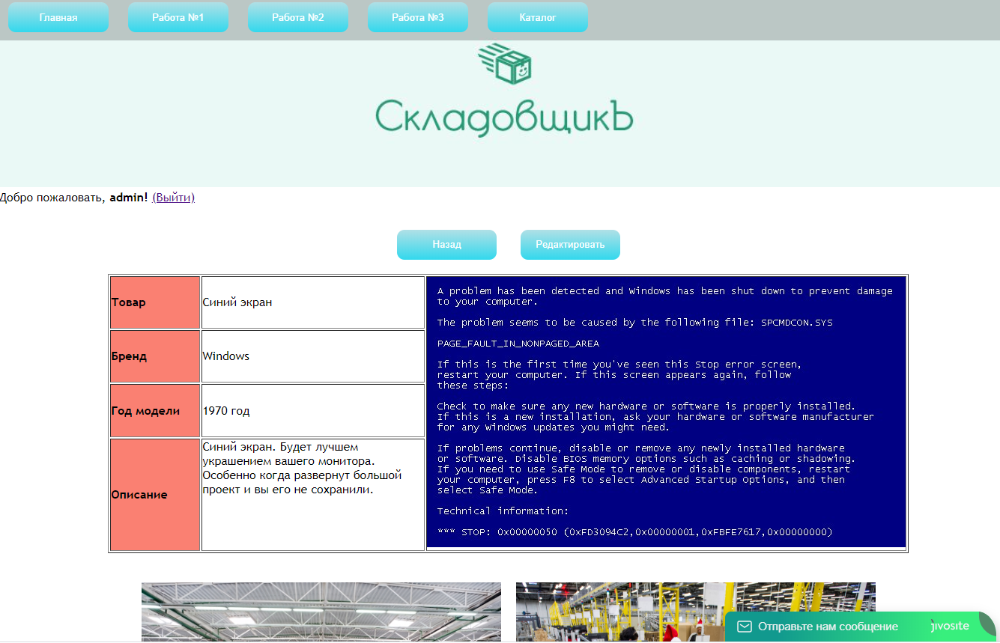 Главная
Работа №1
Работа №2
Работа №3
Каталог
СкладовщикЪ
Добро пожаловать, admin! (Выйти)
Назад
Редактировать
Товар
Синий экран
Бренд
Windows
Год модели
1970 год
Описание
Синий экран. Будет лучшем
украшением вашего монитора.
Особенно когда развернут большой
проект и вы его не сохранили.
A problem has been detected and Windows has been shut down to prevent damage
to your computer.
The problem seems to be caused by the following file: SPCMDCON.SYS
PAGE_FAULT_IN_NONPAGED_AREA
If this is the first time you've seen this Stop error screen,
restart your computer. If this screen appears again, follow
these steps:
Check to make sure any new hardware or software is properly installed.
If this is a new installation, ask your hardware or software manufacturer
for any Windows updates you might need.
If problems continue, disable or remove any newly installed hardware
or software. Disable BIOS memory options such as caching or shadowing.
If you need to use Safe Mode to remove or disable components, restart
your computer, press F8 to select Advanced Startup Options, and then
select Safe Mode.
Technical information:
*** STOP: 0x00000050 (0xFD3094C2,0x00000001,0xFBFE7617,0x00000000)
Отправьте нам сообщение
jivosite